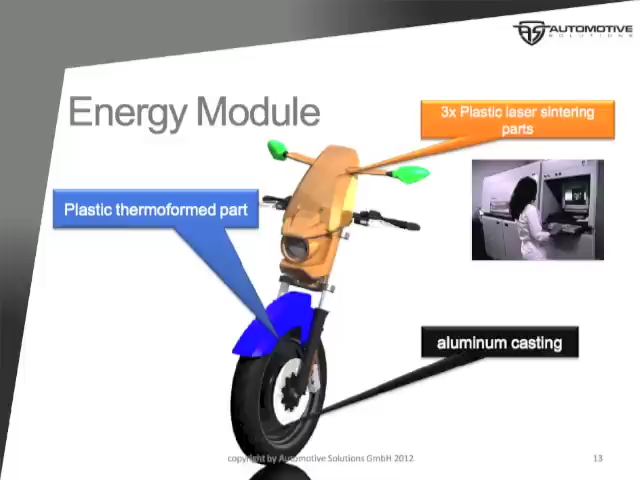 AUTOMOTIVE
SOLUTIONS
Energy Module
3x Plastic laser sintering
parts
Plastic thermoformed part
aluminum casting
copyright by Automotive Solutions GmbH 2012.
13